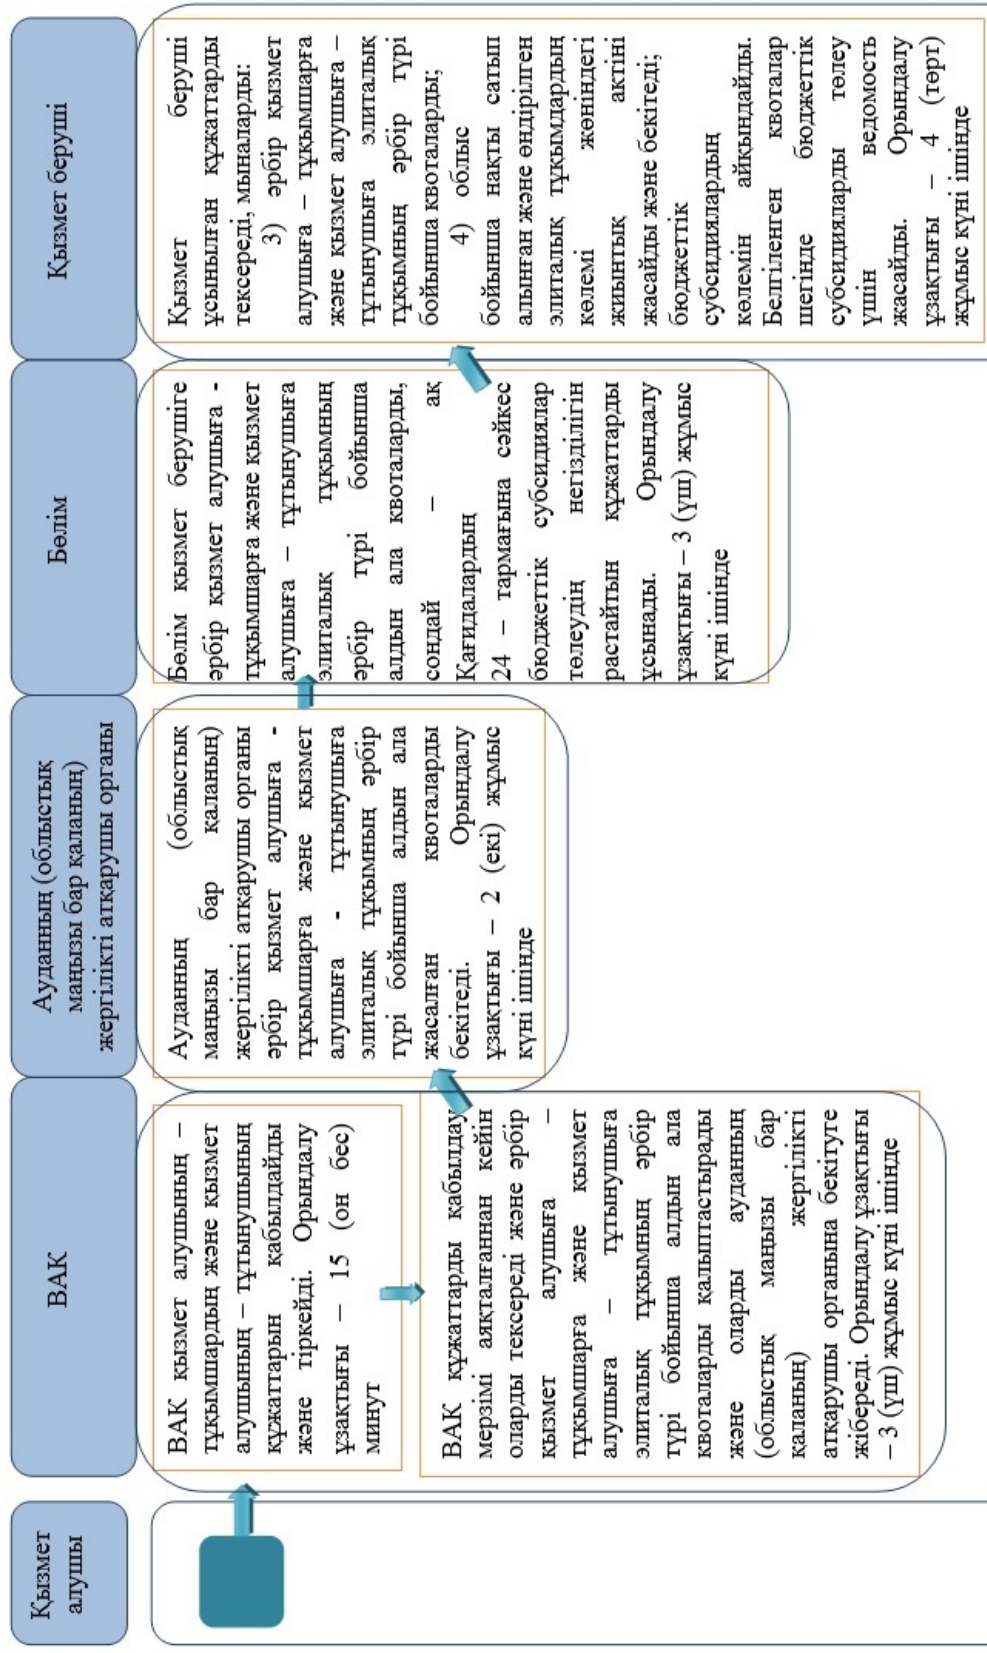 Қызмет
алушы
ВАК
Ауданның (облыстық
маңызы бар қаланың)
жергілікті атқарушы органы
Бөлім
Қызмет беруші
ВАК қызмет алушының –
тұқымшардың және қызмет
алушының – тұтынушының
құжаттарын қабылдайды
және тіркейді. Орындалу
ұзақтығы – 15 (он бес)
минут
ВАК құжаттарды қабылдау
мерзімі аяқталғаннан кейін
оларды тексереді және әрбір
қызмет алушыға –
тұқымшарға және қызмет
алушыға – тұтынушыға
элиталық тұқымның әрбір
түрі бойынша алдын ала
квоталарды қалыптастырады
және оларды ауданның
(облыстық маңызы бар
қаланың) жергілікті
атқарушы органына бекітуге
жібереді. Орындалу ұзақтығы
– 3 (үш) жұмыс күні ішінде
Ауданның (облыстық
маңызы бар қаланың)
жергілікті атқарушы органы
әрбір қызмет алушыға -
тұқымшарға және қызмет
алушыға - тұтынушыға
элиталық тұқымның әрбір
түрі бойынша алдын ала
жасалған квоталарды
бекітеді. Орындалу
ұзақтығы – 2 (екі) жұмыс
күні ішінде
Бөлім қызмет берушіге
әрбір қызмет алушыға -
тұқымшарға және қызмет
алушыға – тұтынушыға
элиталық тұқымның
әрбір түрі бойынша
алдын ала квоталарды,
сондай – ақ
Қағидалардың
24 – тармағына сәйкес
бюджеттік субсидиялар
төлеудің негізділігін
растайтын құжаттарды
ұсынады. Орындалу
ұзақтығы – 3 (үш) жұмыс
күні ішінде
Қызмет беруші
ұсынылған құжаттарды
тексереді, мыналарды:
3) әрбір қызмет
алушыға – тұқымшарға
және қызмет алушыға –
тұтынушыға элиталық
тұқымның әрбір түрі
бойынша квоталарды;
4) облыс
бойынша нақты сатып
алынған және өндірілген
элиталық тұқымдардың
көлемі жөніндегі
жиынтық актіні
жасайды және бекітеді;
бюджеттік
субсидиялардың
көлемін айқындайды.
Белгіленген квоталар
шегінде бюджеттік
субсидияларды төлеу
үшін ведомость
жасайды. Орындалу
ұзақтығы – 4 (төрт)
жұмыс күні ішінде